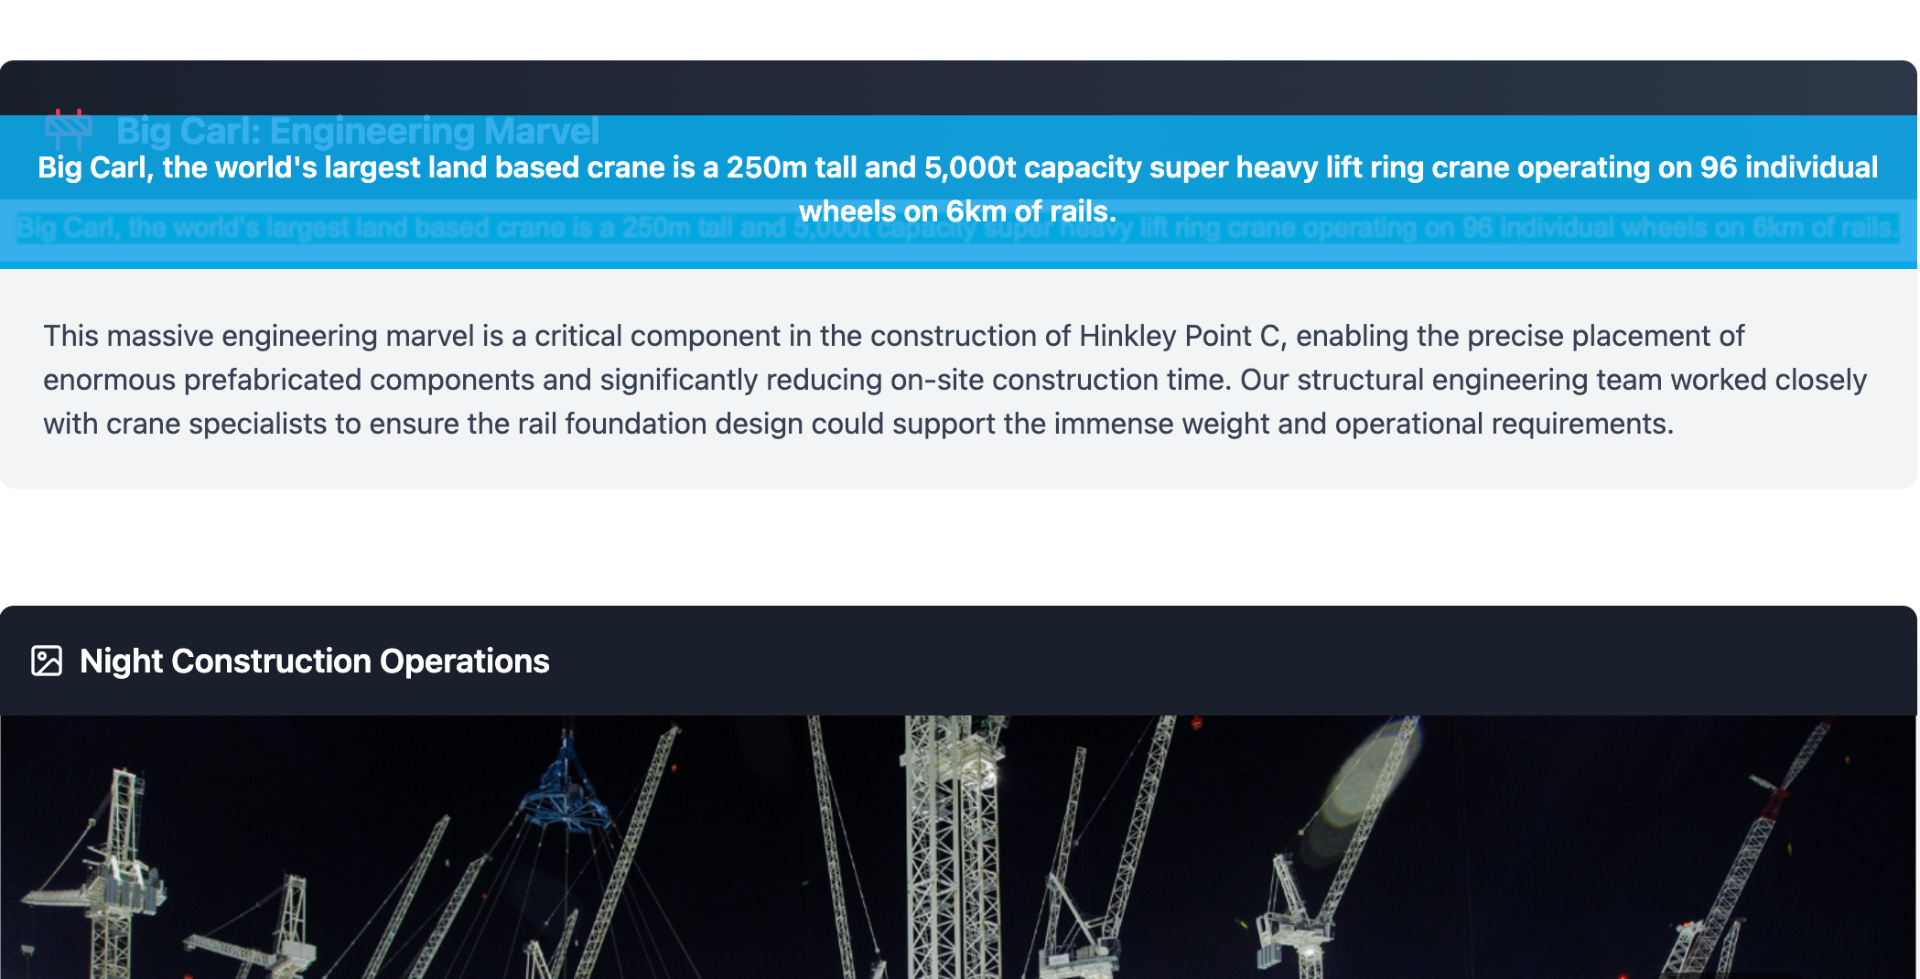 Big Carl: Engineering Marvel
Big Carl, the world's largest land based crane is a 250m tall and 5,000t capacity super heavy lift ring crane operating on 96 individual
wheels on 6km of rails.
Big Carl, the world's largest land based crane is a 250m tall and 5,000t capacity super heavy lift ring crane operating on 96 individual wheels on 6km of rails.
This massive engineering marvel is a critical component in the construction of Hinkley Point C, enabling the precise placement of
enormous prefabricated components and significantly reducing on-site construction time. Our structural engineering team worked closely
with crane specialists to ensure the rail foundation design could support the immense weight and operational requirements.
Night Construction Operations